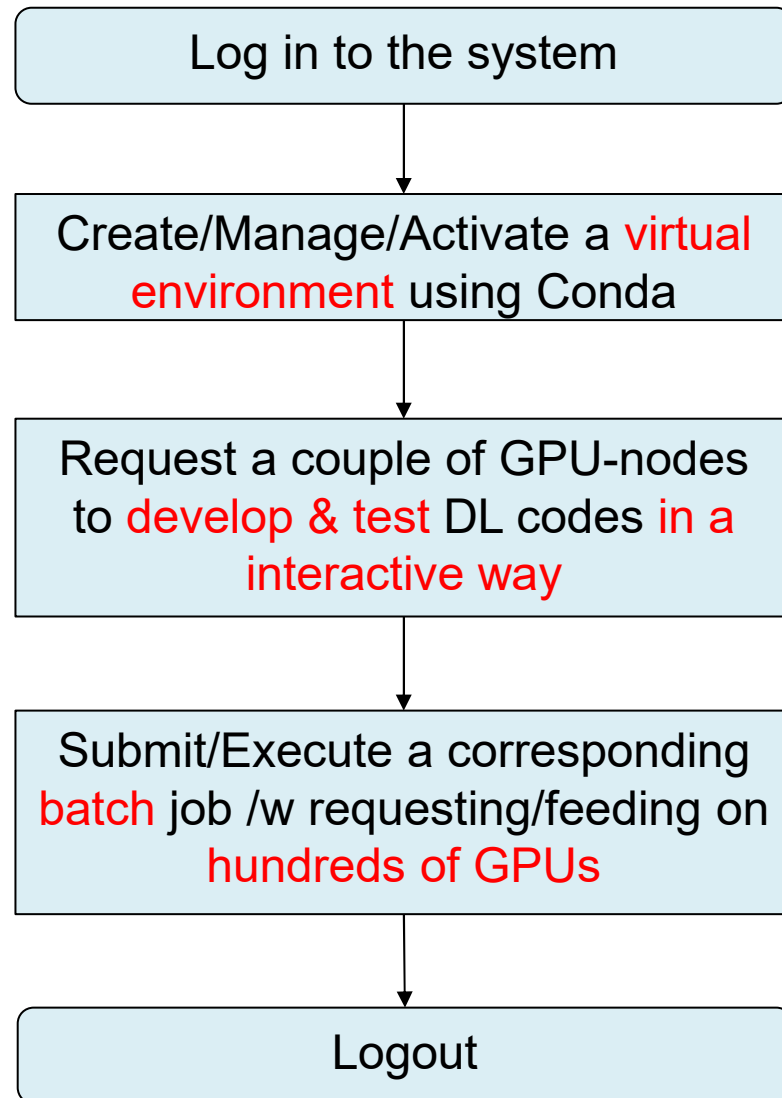 Log in to the system
Create/Manage/Activate a virtual
environment using Conda
Request a couple of GPU-nodes
to develop & test DL codes in a
interactive way
Submit/Execute a corresponding
batch job /w requesting/feeding on
hundreds of GPUs
Logout